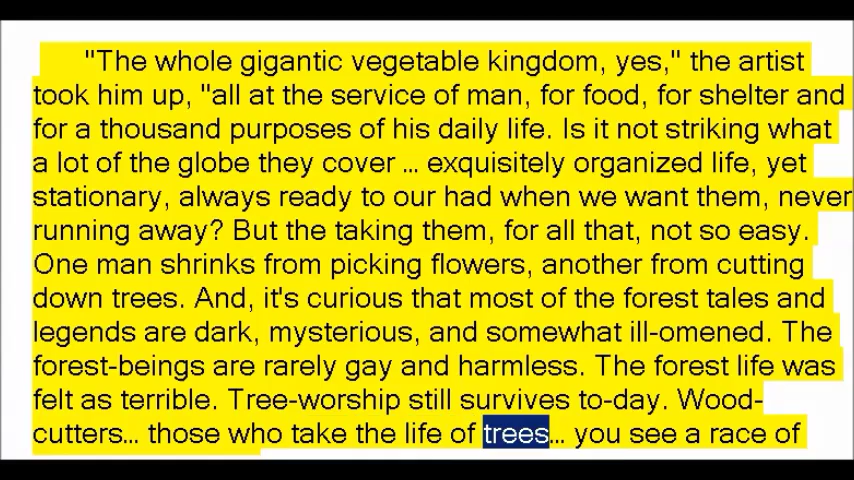 "The whole gigantic vegetable kingdom, yes," the artist
took him up, "all at the service of man, for food, for shelter and
for a thousand purposes of his daily life. Is it not striking what
a lot of the globe they cover ... exquisitely organized life, yet
stationary, always ready to our had when we want them, never
running away? But the taking them, for all that, not so easy.
One man shrinks from picking flowers, another from cutting
down trees. And, it's curious that most of the forest tales and
legends are dark, mysterious, and somewhat ill-omened. The
forest-beings are rarely gay and harmless. The forest life was
felt as terrible. Tree-worship still survives to-day. Wood-
cutters... those who take the life of trees... you see a race of